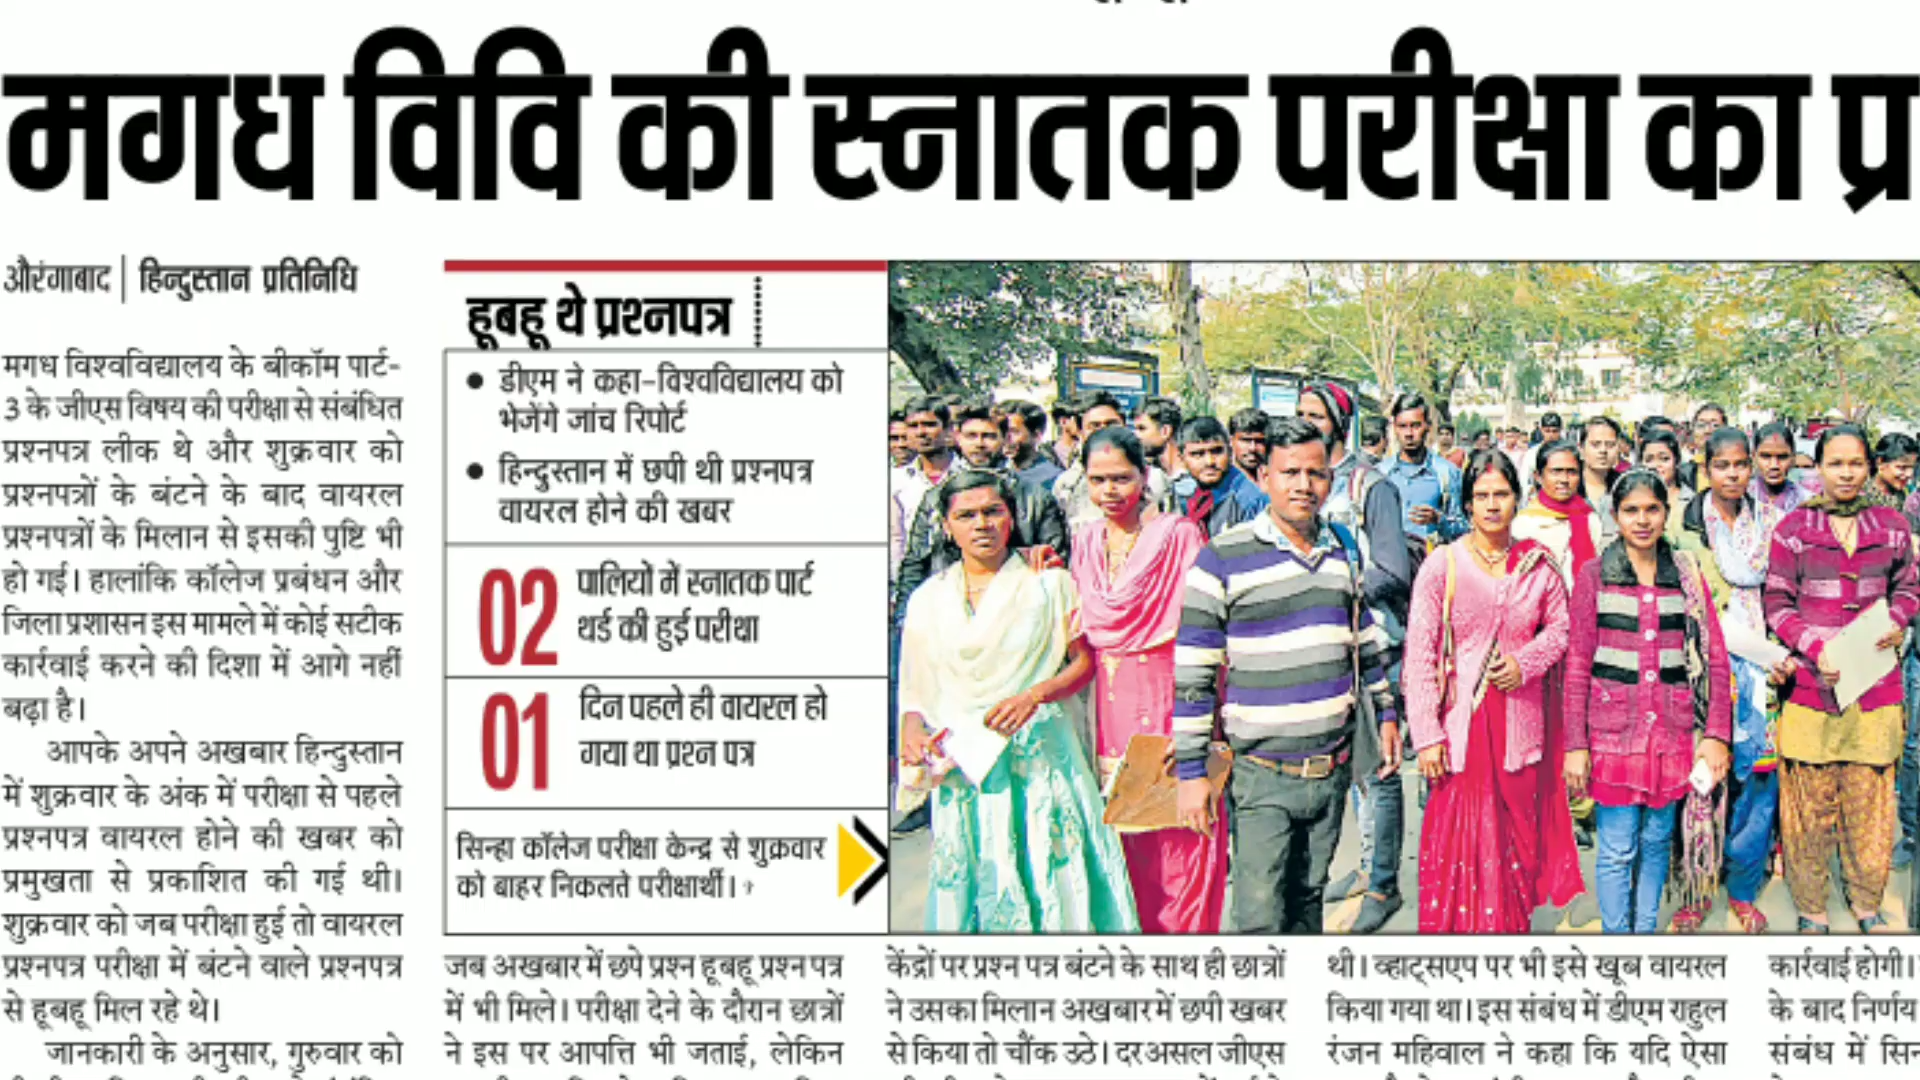 मगध विवि की स्नातक परीक्षा का प्र
औरंगाबाद | हिन्दुस्तान प्रतिनिधि
मगध विश्वविद्यालय के बीकॉम पार्ट-
3 के जीएस विषय की परीक्षा से संबंधित
प्रश्नपत्र लीक थे और शुक्रवार को
प्रश्नपत्रों के बंटने के बाद वायरल
प्रश्नपत्रों के मिलान से इसकी पुष्टि भी
हो गई। हालांकि कॉलेज प्रबंधन और
जिला प्रशासन इस मामले में कोई सटीक
कार्रवाई करने की दिशा में आगे नहीं
बढ़ा है।
आपके अपने अखबार हिन्दुस्तान
में शुक्रवार के अंक में परीक्षा से पहले
प्रश्नपत्र वायरल होने की खबर को
प्रमुखता से प्रकाशित की गई थी।
शुक्रवार को जब परीक्षा हुई तो वायरल
प्रश्नपत्र परीक्षा में बंटने वाले प्रश्नपत्र
से हूबहू मिल रहे थे।
जानकारी के अनुसार, गुरुवार को
हूबहू थे प्रश्नपत्र
● डीएम ने कहा-विश्वविद्यालय को
भेजेंगे जांच रिपोर्ट
● हिन्दुस्तान में छपी थी प्रश्नपत्र
वायरल होने की खबर
02 पालियों में स्नातक पार्ट
थर्ड की हुई परीक्षा
01 दिन पहले ही वायरल हो
गया था प्रश्न पत्र
सिन्हा कॉलेज परीक्षा केन्द्र से शुक्रवार
को बाहर निकलते परीक्षार्थी।
जब अखबार में छपे प्रश्न हूबहू प्रश्न पत्र
में भी मिले। परीक्षा देने के दौरान छात्रों
ने इस पर आपत्ति भी जताई, लेकिन
केंद्रों पर प्रश्न पत्र बंटने के साथ ही छात्रों
ने उसका मिलान अखबार में छपी खबर
से किया तो चौंक उठे। दरअसल जीएस
थी। व्हाट्सएप पर भी इसे खूब वायरल
किया गया था। इस संबंध में डीएम राहुल
रंजन महिवाल ने कहा कि यदि ऐसा
कार्रवाई होगी।
के बाद निर्णय
संबंध में सिन